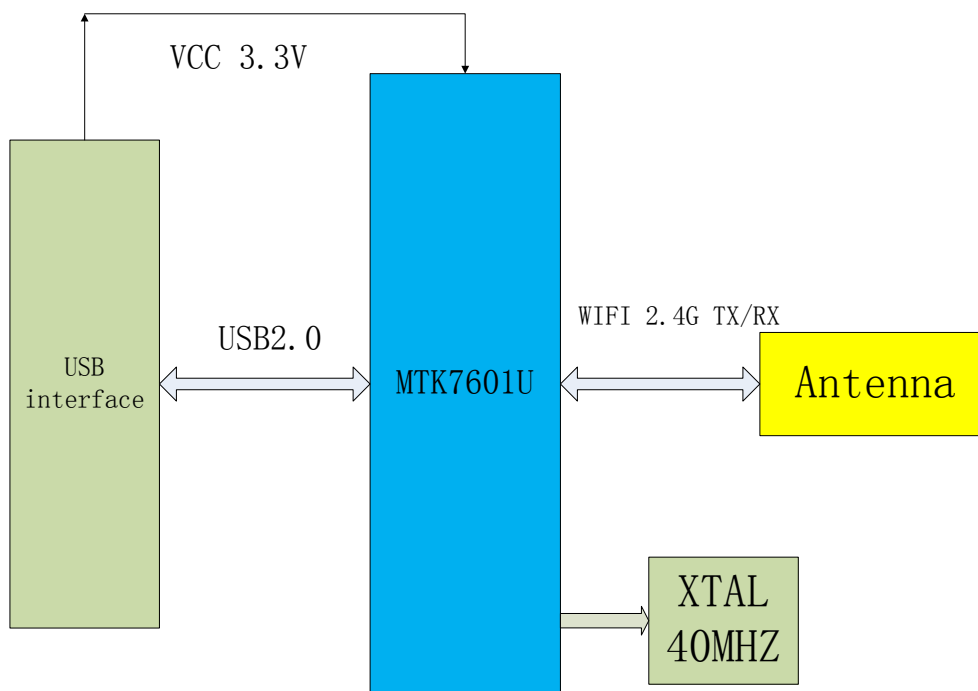 VCC 3.3V
USB2.0
USB
interface
MTK7601U
WIFI 2.4G TX/RX
Antenna
XTAL
40MHZ